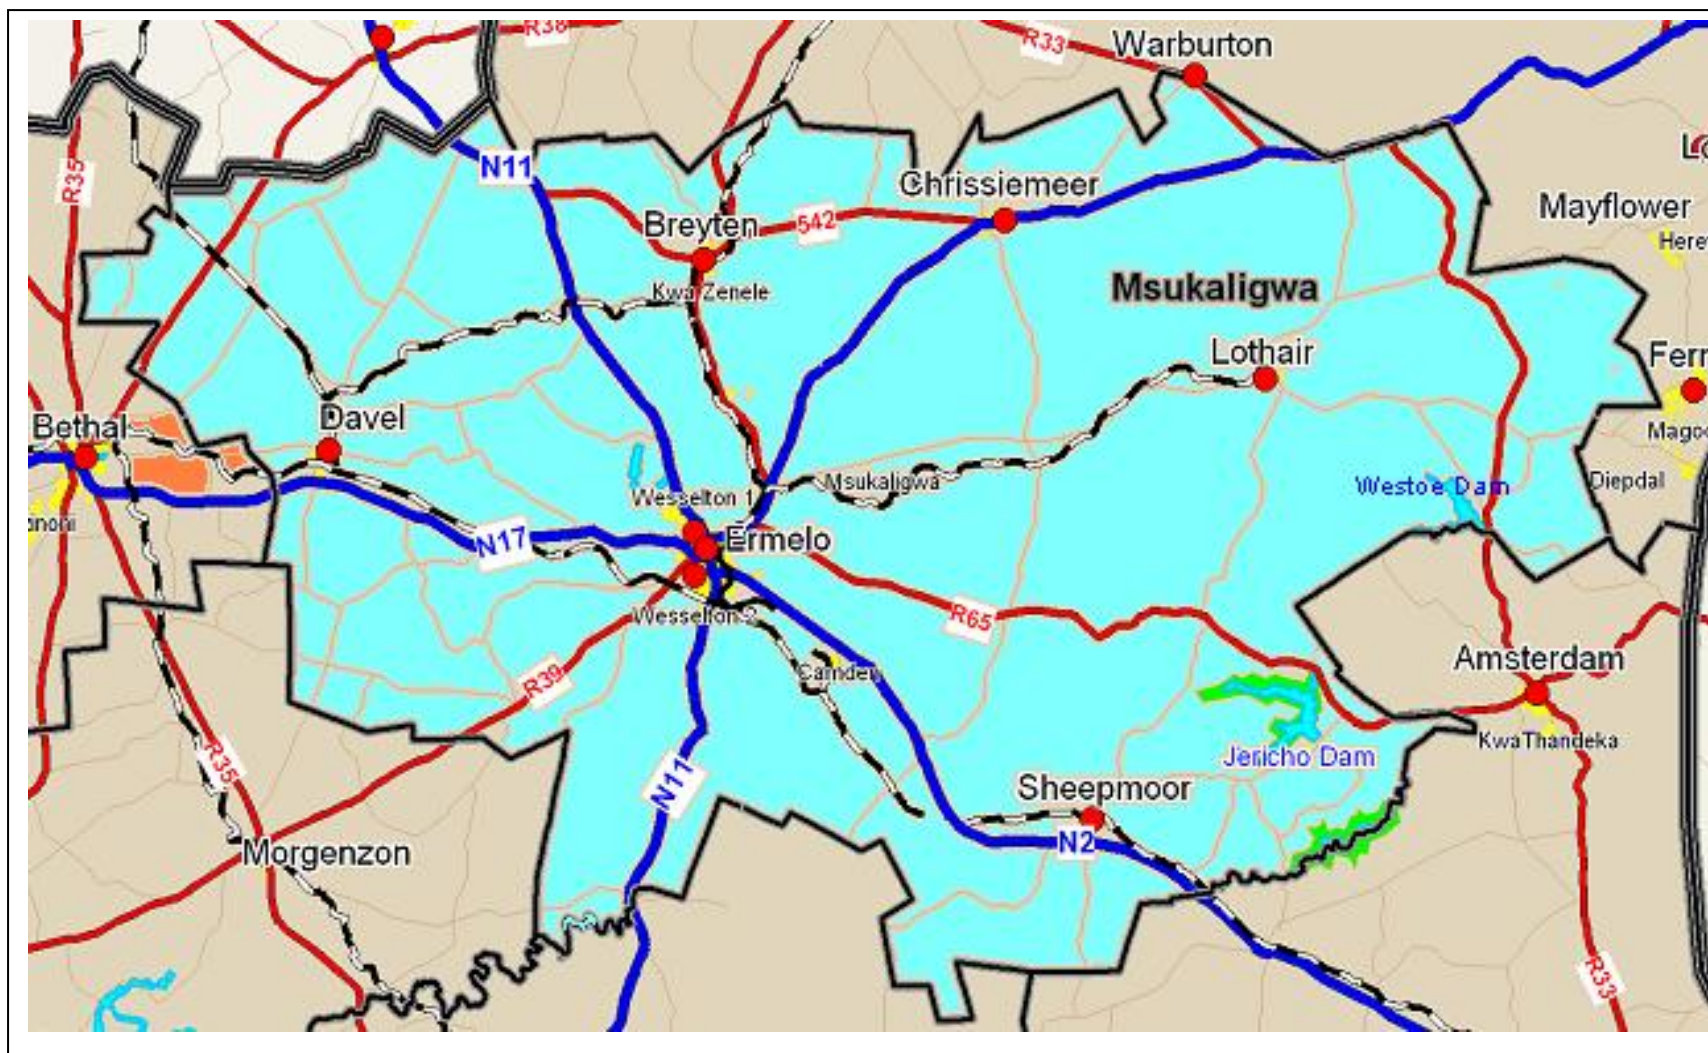 R38
R33
Warburton
N11
R35
Chrissiemeer
Mayflower
Breyten
542
Kwa Zenele
Msukaligwa
Lothair
Davel
Bethal
Wesselton 1
Msukaligwa
Westoe Dam
Diepdal
N17
Ermelo
R65
Wesselton 2
Camden
R39
Amsterdam
KwaThandeka
Jericho Dam
R35
N11
Sheepmoor
N2
Morgenzon
R33